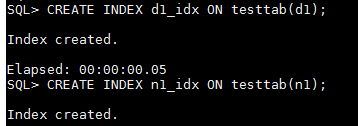 SQL> CREATE INDEX d1_idx ON testtab(d1);
Index created.
Elapsed: 00:00:00.05
SQL> CREATE INDEX n1_idx ON testtab(n1);
Index created.